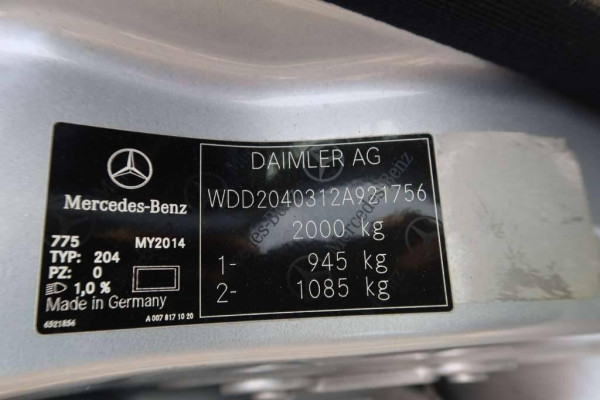 Mercedes-Benz
775 MY2014
TYP: 204
PZ: 0
1,0 %
Made in Germany
6521856
A 007 817 10 20
DAIMLER AG
WDD2040312A921756
2000 kg
1- 945 kg
2- 1085 kg